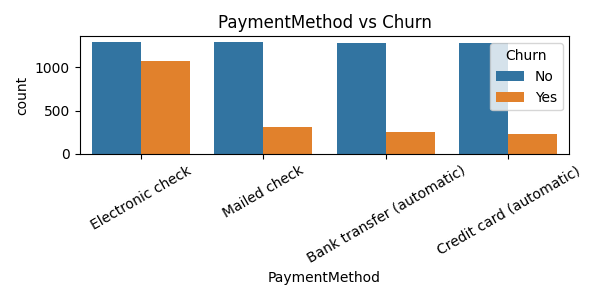 PaymentMethod vs Churn
count
1000
500
0
Churn
No
Yes
Electronic check
Mailed check
Bank transfer (automatic)
Credit card (automatic)
PaymentMethod